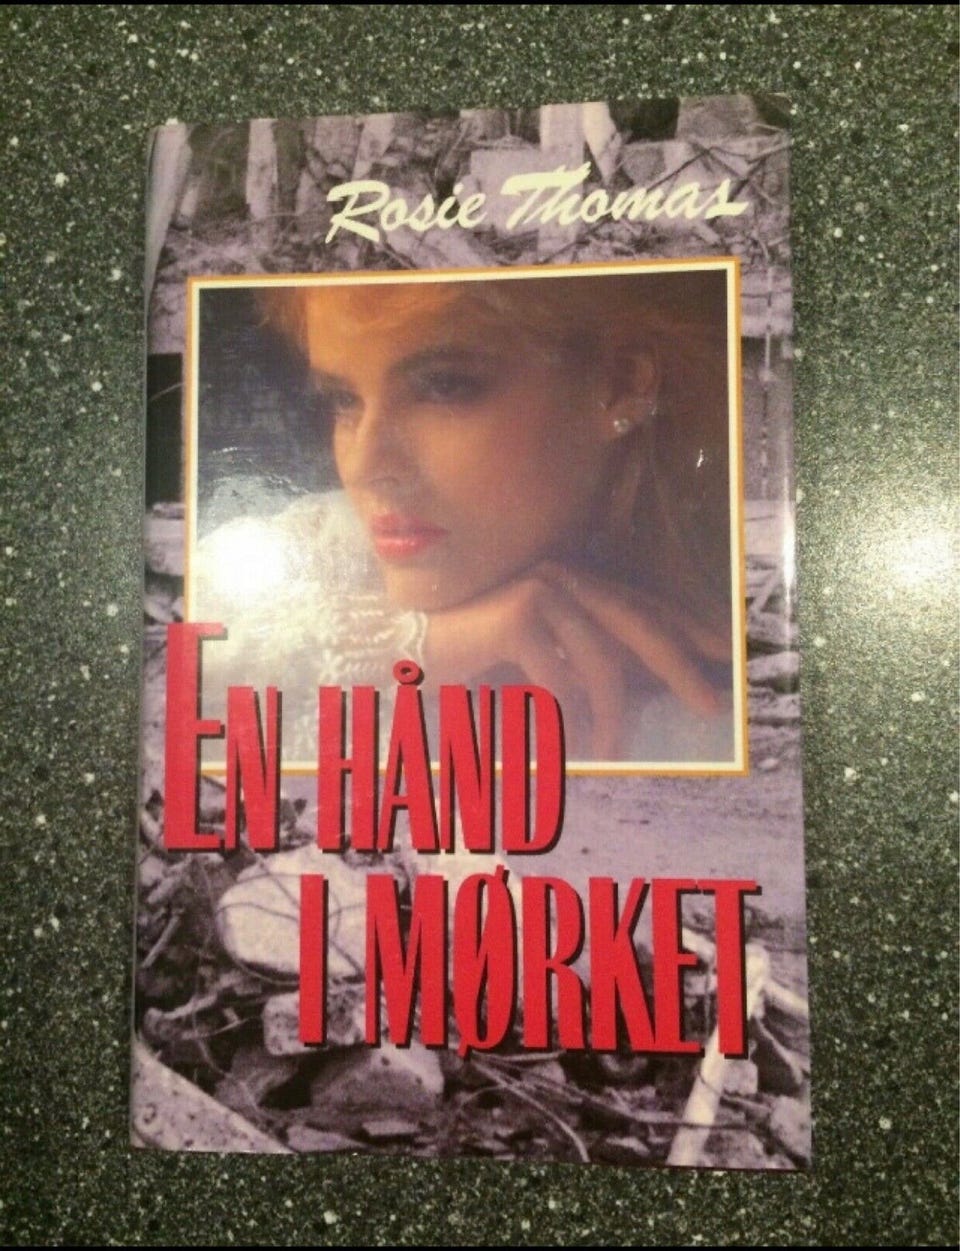 Rosie Thomas
EN HÅND
I MØRKET